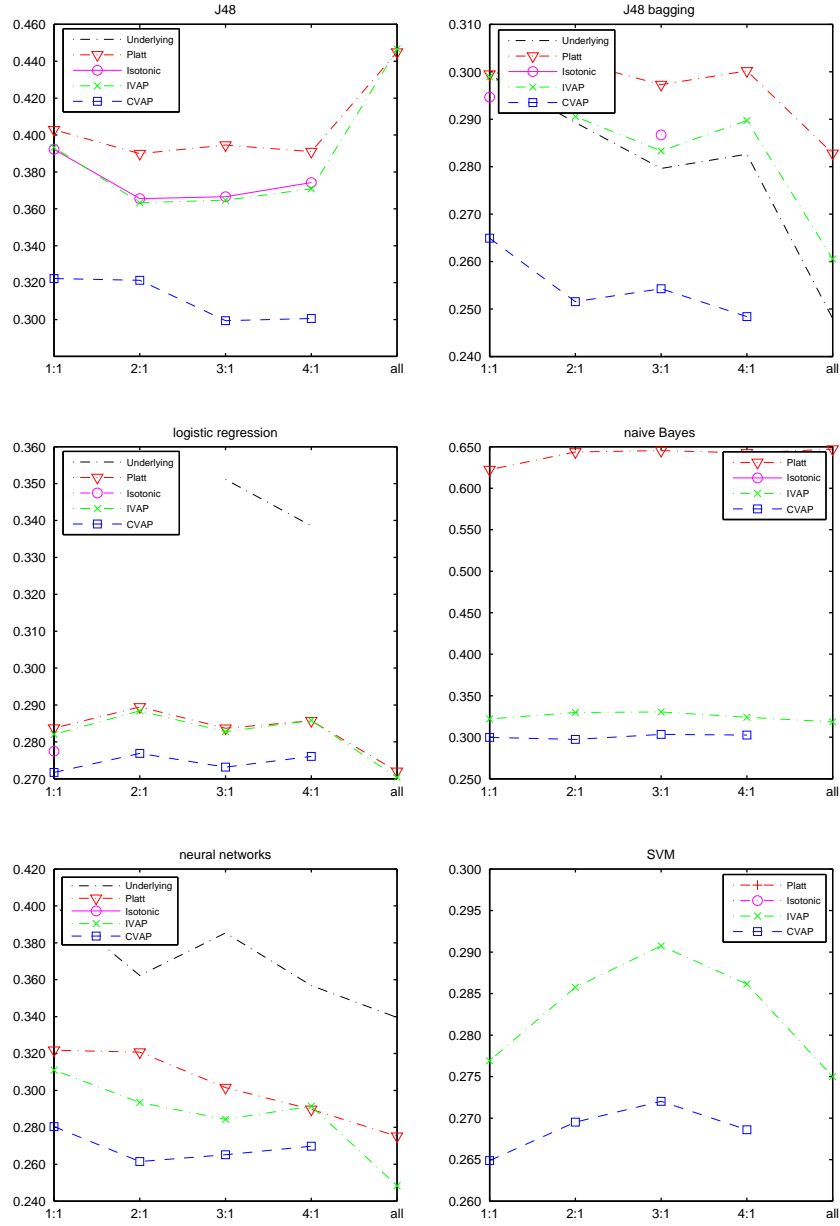 J48
0.460
0.440
0.420
0.400
0.380
0.360
0.340
0.320
0.300
1:1
2:1
3:1
4:1
all
Underlying
Platt
Isotonic
IVAP
CVAP
J48 bagging
0.310
0.300
0.290
0.280
0.270
0.260
0.250
0.240
1:1
2:1
3:1
4:1
all
Underlying
Platt
Isotonic
IVAP
CVAP
logistic regression
0.360
0.350
0.340
0.330
0.320
0.310
0.300
0.290
0.280
0.270
1:1
2:1
3:1
4:1
all
Underlying
Platt
Isotonic
IVAP
CVAP
naive Bayes
0.650
0.600
0.550
0.500
0.450
0.400
0.350
0.300
0.250
1:1
2:1
3:1
4:1
all
Platt
Isotonic
IVAP
CVAP
neural networks
0.420
0.400
0.380
0.360
0.340
0.320
0.300
0.280
0.260
0.240
1:1
2:1
3:1
4:1
all
Underlying
Platt
Isotonic
IVAP
CVAP
SVM
0.300
0.295
0.290
0.285
0.280
0.275
0.270
0.265
0.260
1:1
2:1
3:1
4:1
all
Platt
Isotonic
IVAP
CVAP